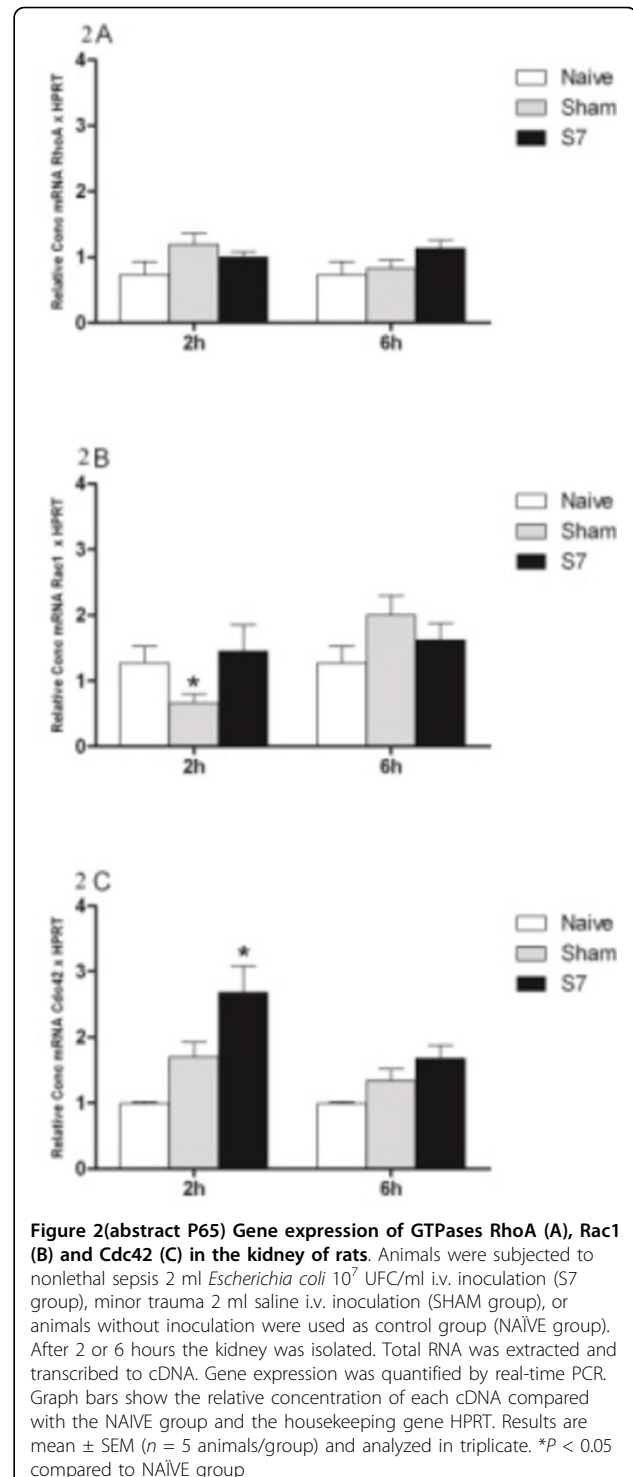 2A
4
3
2
1
0
Relative Conc mRNA RhoA x HPRT
Naive
Sham
S7
2h
6h
2B
4
3
2
1
0
Relative Conc mRNA Rac1 x HPRT
Naive
Sham
S7
*
2h
6h
2C
4
3
2
1
0
Relative Conc mRNA Cdc42 x HPRT
Naive
Sham
S7
*
2h
6h
Figure 2(abstract P65) Gene expression of GTPases RhoA (A), Rac1
(B) and Cdc42 (C) in the kidney of rats. Animals were subjected to
nonlethal sepsis 2 ml Escherichia coli 10⁷ UFC/ml i.v. inoculation (S7
group), minor trauma 2 ml saline i.v. inoculation (SHAM group), or
animals without inoculation were used as control group (NAÏVE group).
After 2 or 6 hours the kidney was isolated. Total RNA was extracted and
transcribed to cDNA. Gene expression was quantified by real-time PCR.
Graph bars show the relative concentration of each cDNA compared
with the NAIVE group and the housekeeping gene HPRT. Results are
mean ± SEM (n = 5 animals/group) and analyzed in triplicate. *P < 0.05
compared to NAÏVE group